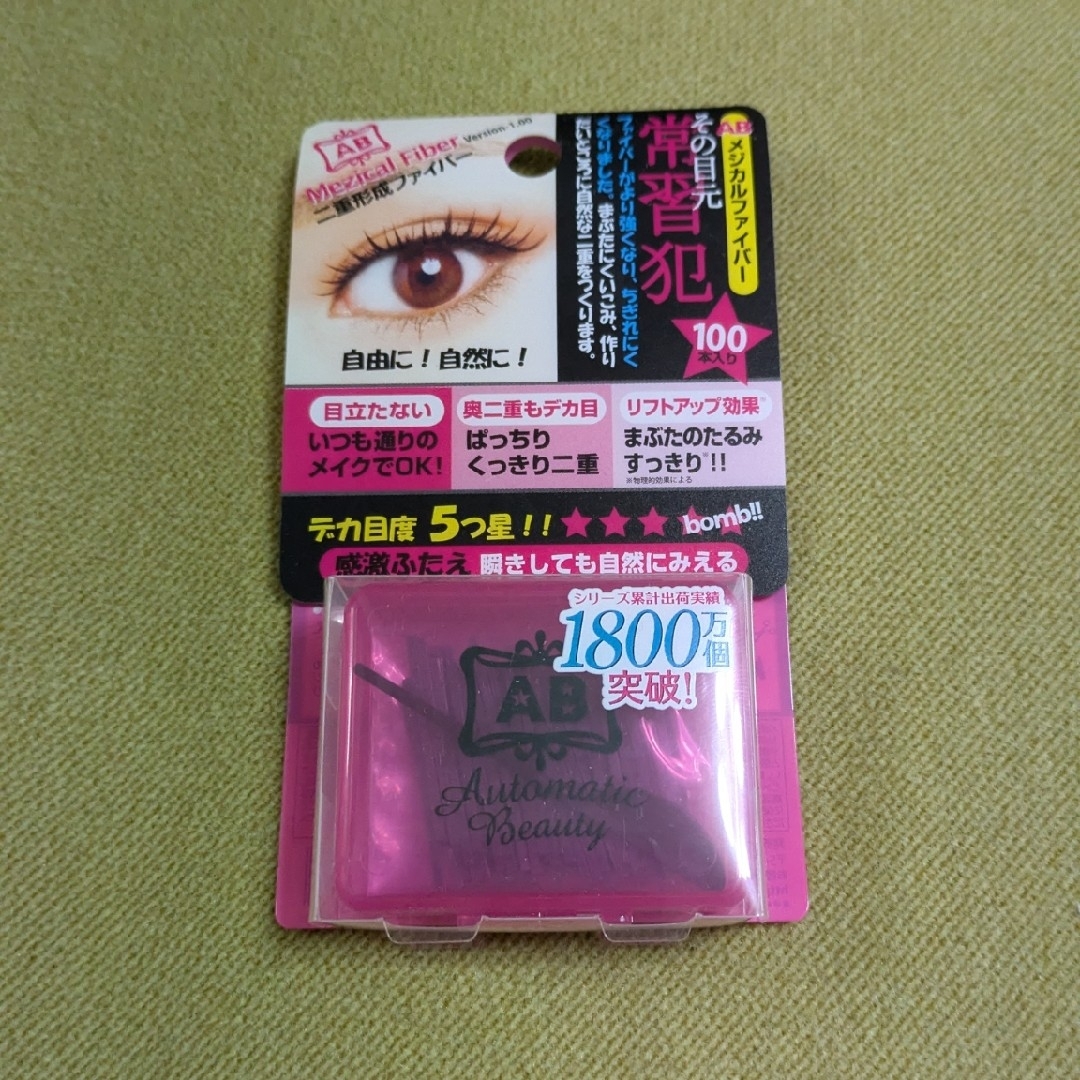 AB
Mezical Fiber Version-1.00
二重形成ファイバー
AB
メジカルファイバー
その目元
常習犯
ファイバーがより強くなり、ちぎれにく
くなりました。まぶたにくいこみ、作り
たいところに自然な二重をつくります。
100
本入り
自由に！自然に！
目立たない
いつも通りの
メイクでOK!
奥二重もデカ目
ぱっちり
くっきり二重
リフトアップ効果※
まぶたのたるみ
すっきり※!!
※物理的効果による
デカ目度 5つ星!! ★★★★★ bomb!!
感激ふたえ 瞬きしても自然にみえる
シリーズ累計出荷実績
1800万個
突破!
AB
Automatic
Beauty